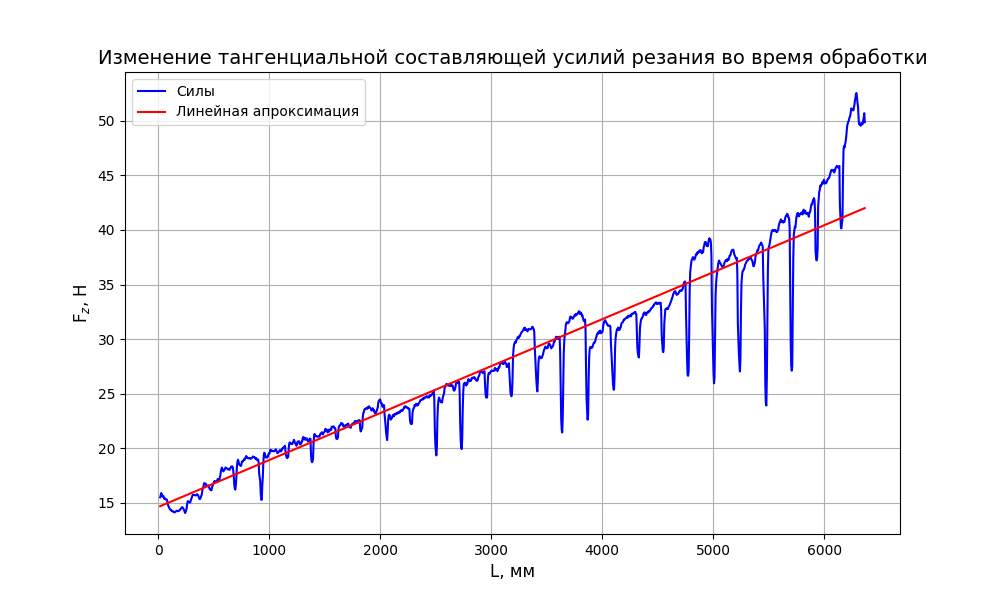 Изменение тангенциальной составляющей усилий резания во время обработки
Силы
Линейная апроксимация
50
45
40
35
30
25
20
15
F_z, Н
0 1000 2000 3000 4000 5000 6000
L, мм